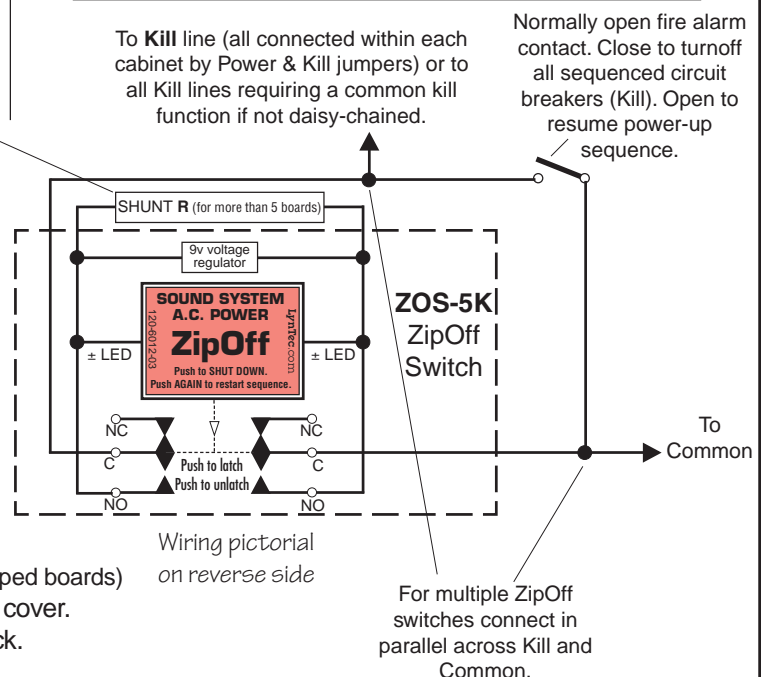 To Kill line (all connected within each
cabinet by Power & Kill jumpers) or to
all Kill lines requiring a common kill
function if not daisy-chained.
Normally open fire alarm
contact. Close to turnoff
all sequenced circuit
breakers (Kill). Open to
resume power-up
sequence.
SHUNT R (for more than 5 boards)
9v voltage
regulator
SOUND SYSTEM
A.C. POWER
ZipOff
Push to SHUT DOWN.
Push AGAIN to restart sequence.
120-6012-03
LynTec.com
± LED
± LED
ZOS-5K
ZipOff
Switch
NC
NC
C
C
Push to latch
Push to unlatch
NO
NO
To
Common
Wiring pictorial
on reverse side
ped boards)
cover.
ck.
For multiple ZipOff
switches connect in
parallel across Kill and
Common.